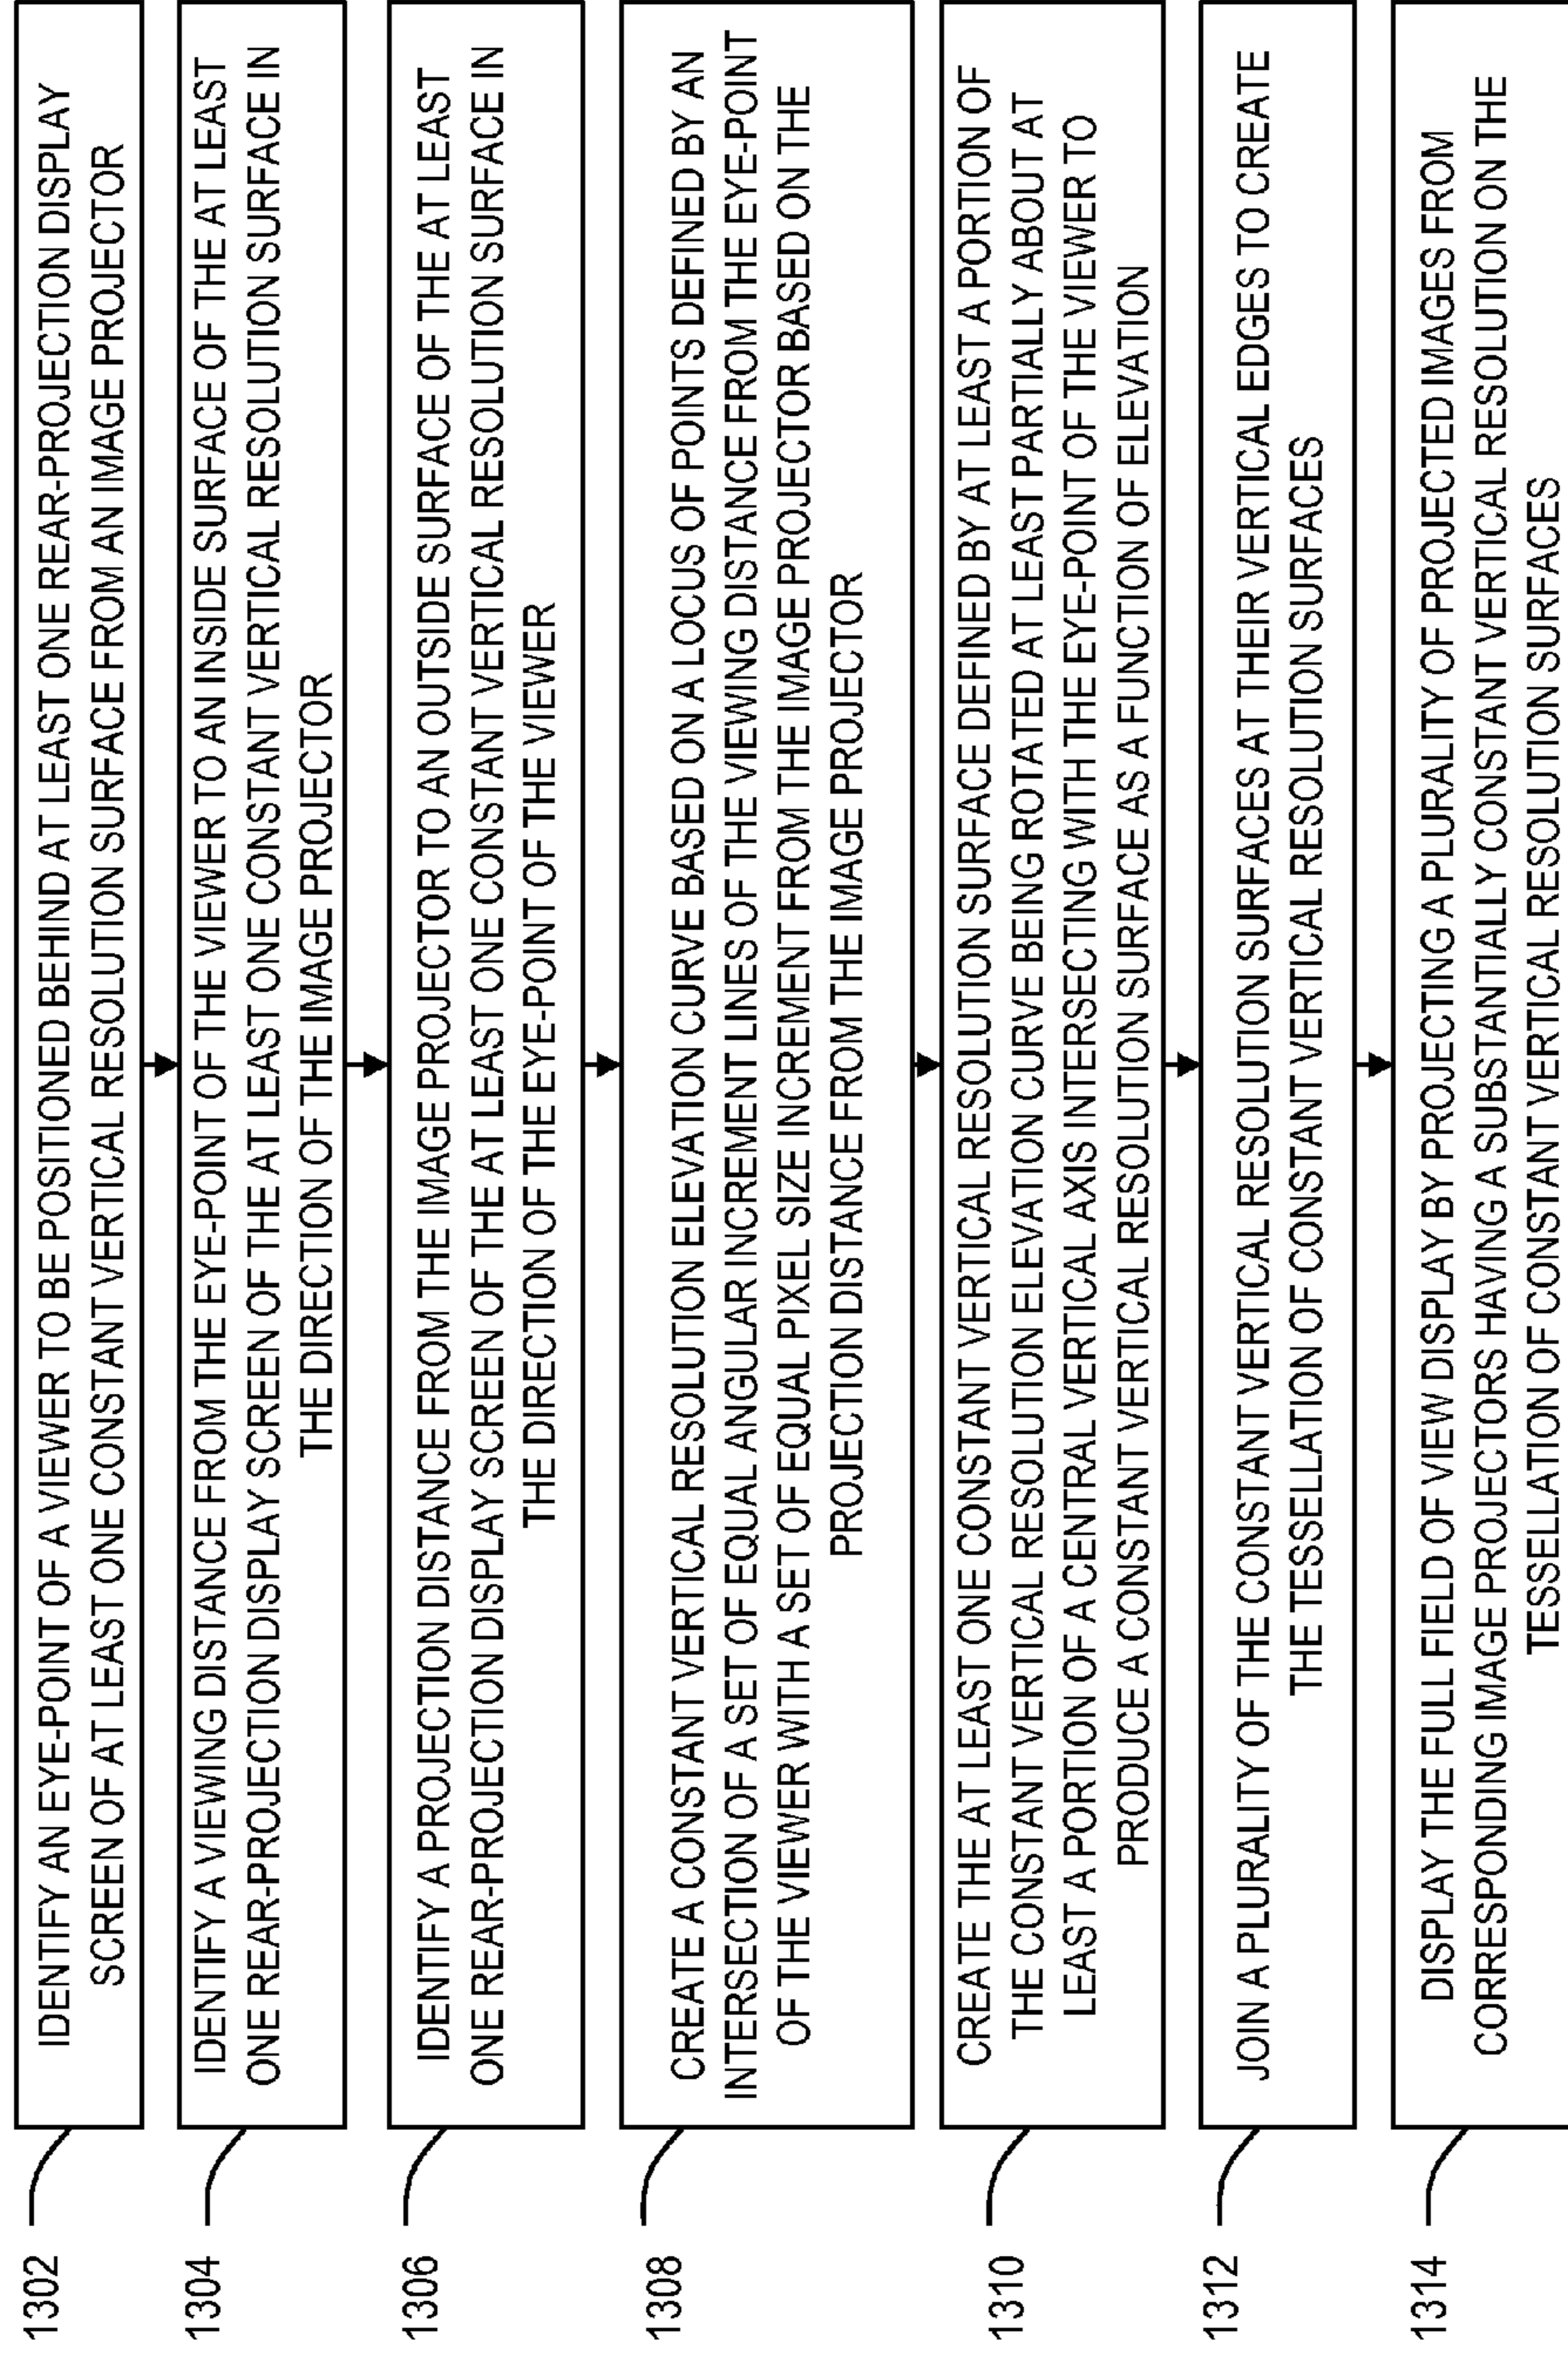 1302
IDENTIFY AN EYE-POINT OF A VIEWER TO BE POSITIONED BEHIND AT LEAST ONE REAR-PROJECTION DISPLAY
SCREEN OF AT LEAST ONE CONSTANT VERTICAL RESOLUTION SURFACE FROM AN IMAGE PROJECTOR
1304
IDENTIFY A VIEWING DISTANCE FROM THE EYE-POINT OF THE VIEWER TO AN INSIDE SURFACE OF THE AT LEAST
ONE REAR-PROJECTION DISPLAY SCREEN OF THE AT LEAST ONE CONSTANT VERTICAL RESOLUTION SURFACE IN
THE DIRECTION OF THE IMAGE PROJECTOR
1306
IDENTIFY A PROJECTION DISTANCE FROM THE IMAGE PROJECTOR TO AN OUTSIDE SURFACE OF THE AT LEAST
ONE REAR-PROJECTION DISPLAY SCREEN OF THE AT LEAST ONE CONSTANT VERTICAL RESOLUTION SURFACE IN
THE DIRECTION OF THE EYE-POINT OF THE VIEWER
1308
CREATE A CONSTANT VERTICAL RESOLUTION ELEVATION CURVE BASED ON A LOCUS OF POINTS DEFINED BY AN
INTERSECTION OF A SET OF EQUAL ANGULAR INCREMENT LINES OF THE VIEWING DISTANCE FROM THE EYE-POINT
OF THE VIEWER WITH A SET OF EQUAL PIXEL SIZE INCREMENT FROM THE IMAGE PROJECTOR BASED ON THE
PROJECTION DISTANCE FROM THE IMAGE PROJECTOR
1310
CREATE THE AT LEAST ONE CONSTANT VERTICAL RESOLUTION SURFACE DEFINED BY AT LEAST A PORTION OF
THE CONSTANT VERTICAL RESOLUTION ELEVATION CURVE BEING ROTATED AT LEAST PARTIALLY ABOUT AT
LEAST A PORTION OF A CENTRAL VERTICAL AXIS INTERSECTING WITH THE EYE-POINT OF THE VIEWER TO
PRODUCE A CONSTANT VERTICAL RESOLUTION SURFACE AS A FUNCTION OF ELEVATION
1312
JOIN A PLURALITY OF THE CONSTANT VERTICAL RESOLUTION SURFACES AT THEIR VERTICAL EDGES TO CREATE
THE TESSELLATION OF CONSTANT VERTICAL RESOLUTION SURFACES
1314
DISPLAY THE FULL FIELD OF VIEW DISPLAY BY PROJECTING A PLURALITY OF PROJECTED IMAGES FROM
CORRESPONDING IMAGE PROJECTORS HAVING A SUBSTANTIALLY CONSTANT VERTICAL RESOLUTION ON THE
TESSELLATION OF CONSTANT VERTICAL RESOLUTION SURFACES